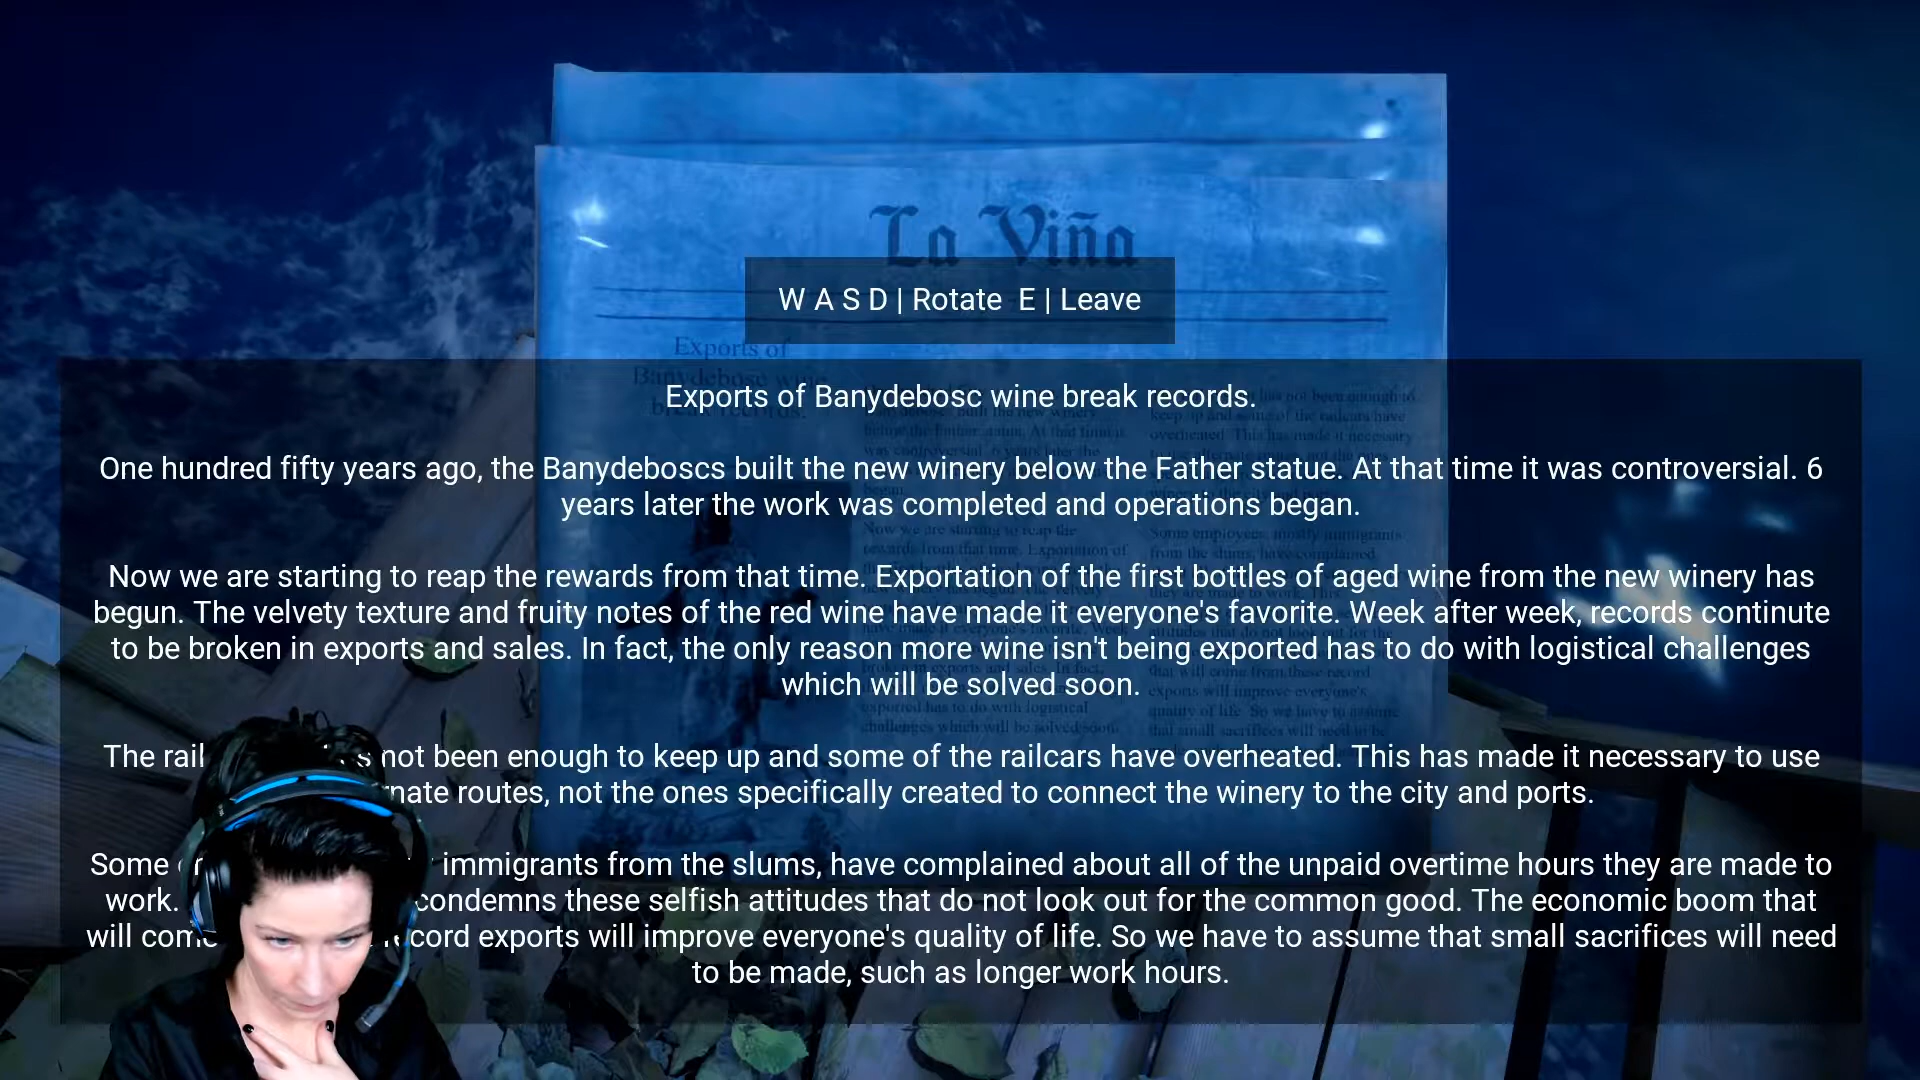 La Viña
W A S D | Rotate E | Leave
Exports of
Exports of Banydebosc wine break records.
One hundred fifty years ago, the Banydeboscs built the new winery below the Father statue. At that time it was controversial. 6
years later the work was completed and operations began.
Now we are starting to reap the rewards from that time. Exportation of the first bottles of aged wine from the new winery has
begun. The velvety texture and fruity notes of the red wine have made it everyone's favorite. Week after week, records continute
to be broken in exports and sales. In fact, the only reason more wine isn't being exported has to do with logistical challenges
which will be solved soon.
The not been enough to keep up and some of the railcars have overheated. This has made it necessary to use
routes, not the ones specifically created to connect the winery to the city and ports.
Some immigrants from the slums, have complained about all of the unpaid overtime hours they are made to
work. condemns these selfish attitudes that do not look out for the common good. The economic boom that
will exports will improve everyone's quality of life. So we have to assume that small sacrifices will need
to be made, such as longer work hours.